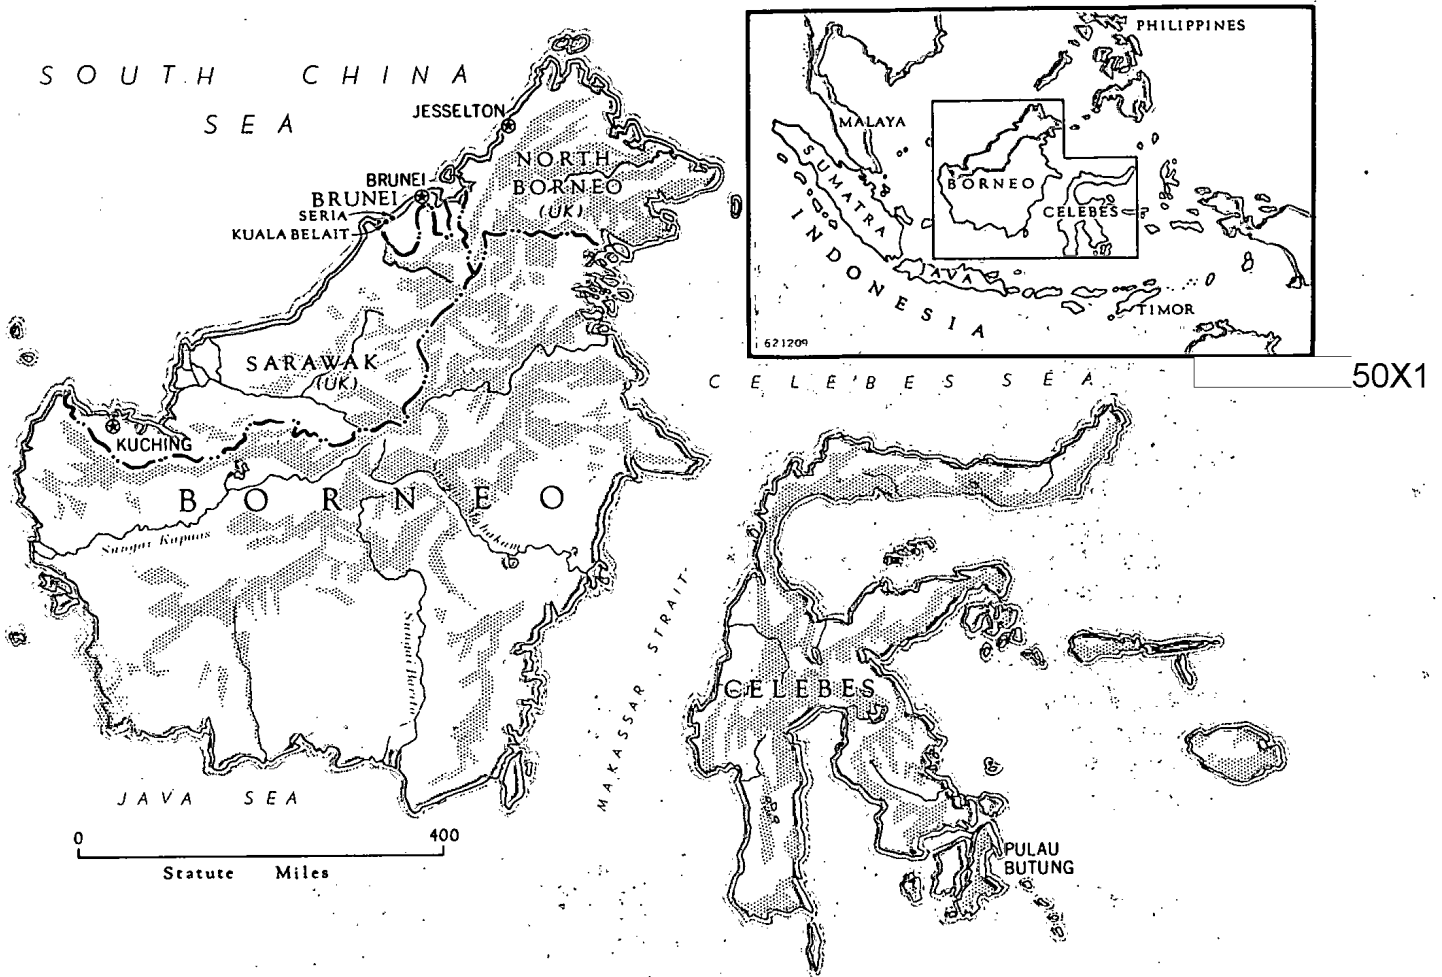 SOUTH CHINA
SEA
JESSELTON
NORTH
BORNEO
(UK)
BRUNEI
BRUNEI
SERIA
KUALA BELAIT
SARAWAK
(UK)
KUCHING
BORNEO
Sungai Kapuas
JAVA SEA
0 400
Statute Miles
PHILIPPINES
MALAYA
SUMATRA
BORNEO
CELEBES
INDONESIA
JAVA
TIMOR
621209
50X1
CELEBES SEA
MAKASSAR STRAIT
CELEBES
PULAU
BUTUNG